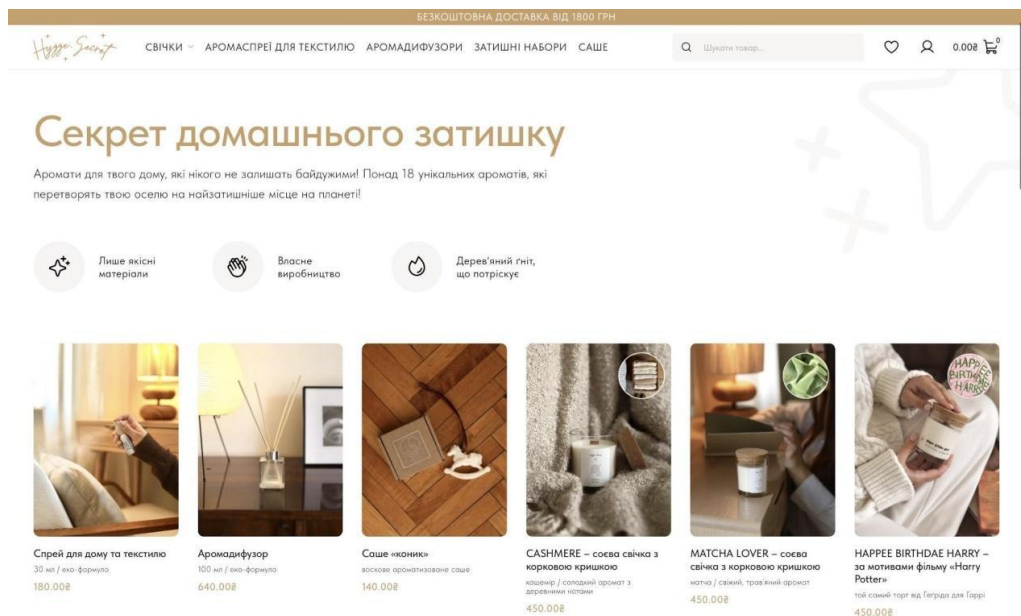 БЕЗКОШТОВНА ДОСТАВКА ВІД 1800 ГРН
Hygge Secret
СВІЧКИ АРОМАСПРЕЇ ДЛЯ ТЕКСТИЛЮ АРОМАДИФУЗОРИ ЗАТИШНІ НАБОРИ САШЕ
Шукати товар...
0.00₴ 0
Секрет домашнього затишку
Аромати для твого дому, які нікого не залишать байдужими! Понад 18 унікальних ароматів, які
перетворять твою оселю на найзатишніше місце на планеті!
Лише якісні
матеріали
Власне
виробництво
Дерев'яний ґніт,
що потріскує
HAPPEE
BIRTHDAE
HARRY
Спрей для дому та текстилю
30 мл / еко-формула
180.00₴
Аромадифузор
100 мл / еко-формула
640.00₴
Саше «коник»
воскове ароматизоване саше
140.00₴
CASHMERE – соєва свічка з
корковою кришкою
кашемір / солодкий аромат з
деревними нотами
450.00₴
MATCHA LOVER – соєва
свічка з корковою кришкою
матча / свіжий, трав'яний аромат
450.00₴
HAPPEE BIRTHDAE HARRY –
за мотивами фільму «Harry
Potter»
той самий торт від Геґріда для Гаррі
450.00₴